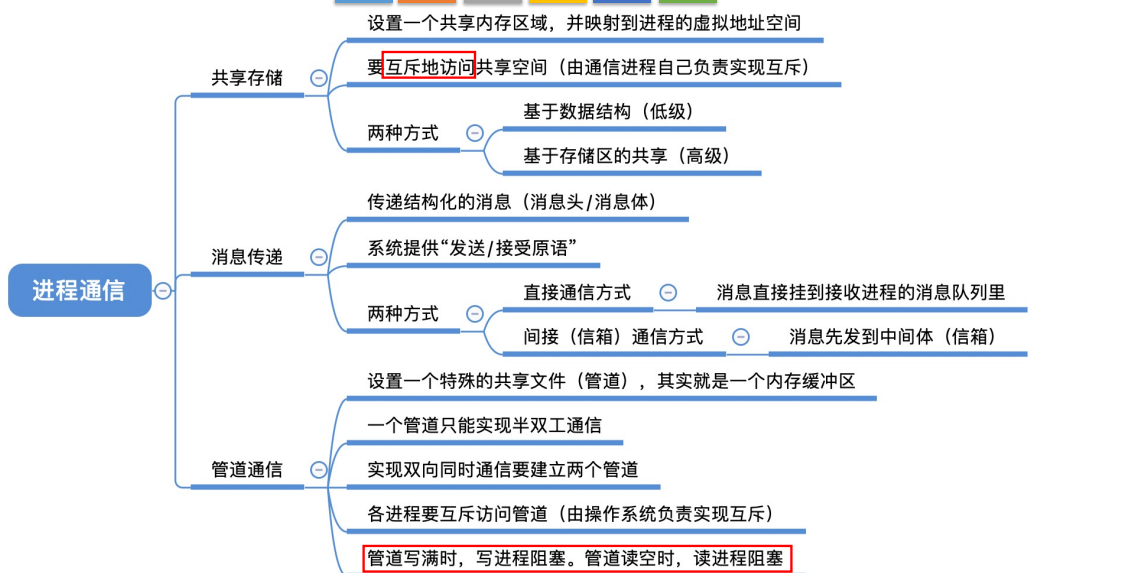 进程通信
共享存储
设置一个共享内存区域，并映射到进程的虚拟地址空间
要互斥地访问共享空间（由通信进程自己负责实现互斥）
两种方式
基于数据结构（低级）
基于存储区的共享（高级）
消息传递
传递结构化的消息（消息头/消息体）
系统提供“发送/接受原语”
两种方式
直接通信方式
消息直接挂到接收进程的消息队列里
间接（信箱）通信方式
消息先发到中间体（信箱）
管道通信
设置一个特殊的共享文件（管道），其实就是一个内存缓冲区
一个管道只能实现半双工通信
实现双向同时通信要建立两个管道
各进程要互斥访问管道（由操作系统负责实现互斥）
管道写满时，写进程阻塞。管道读空时，读进程阻塞